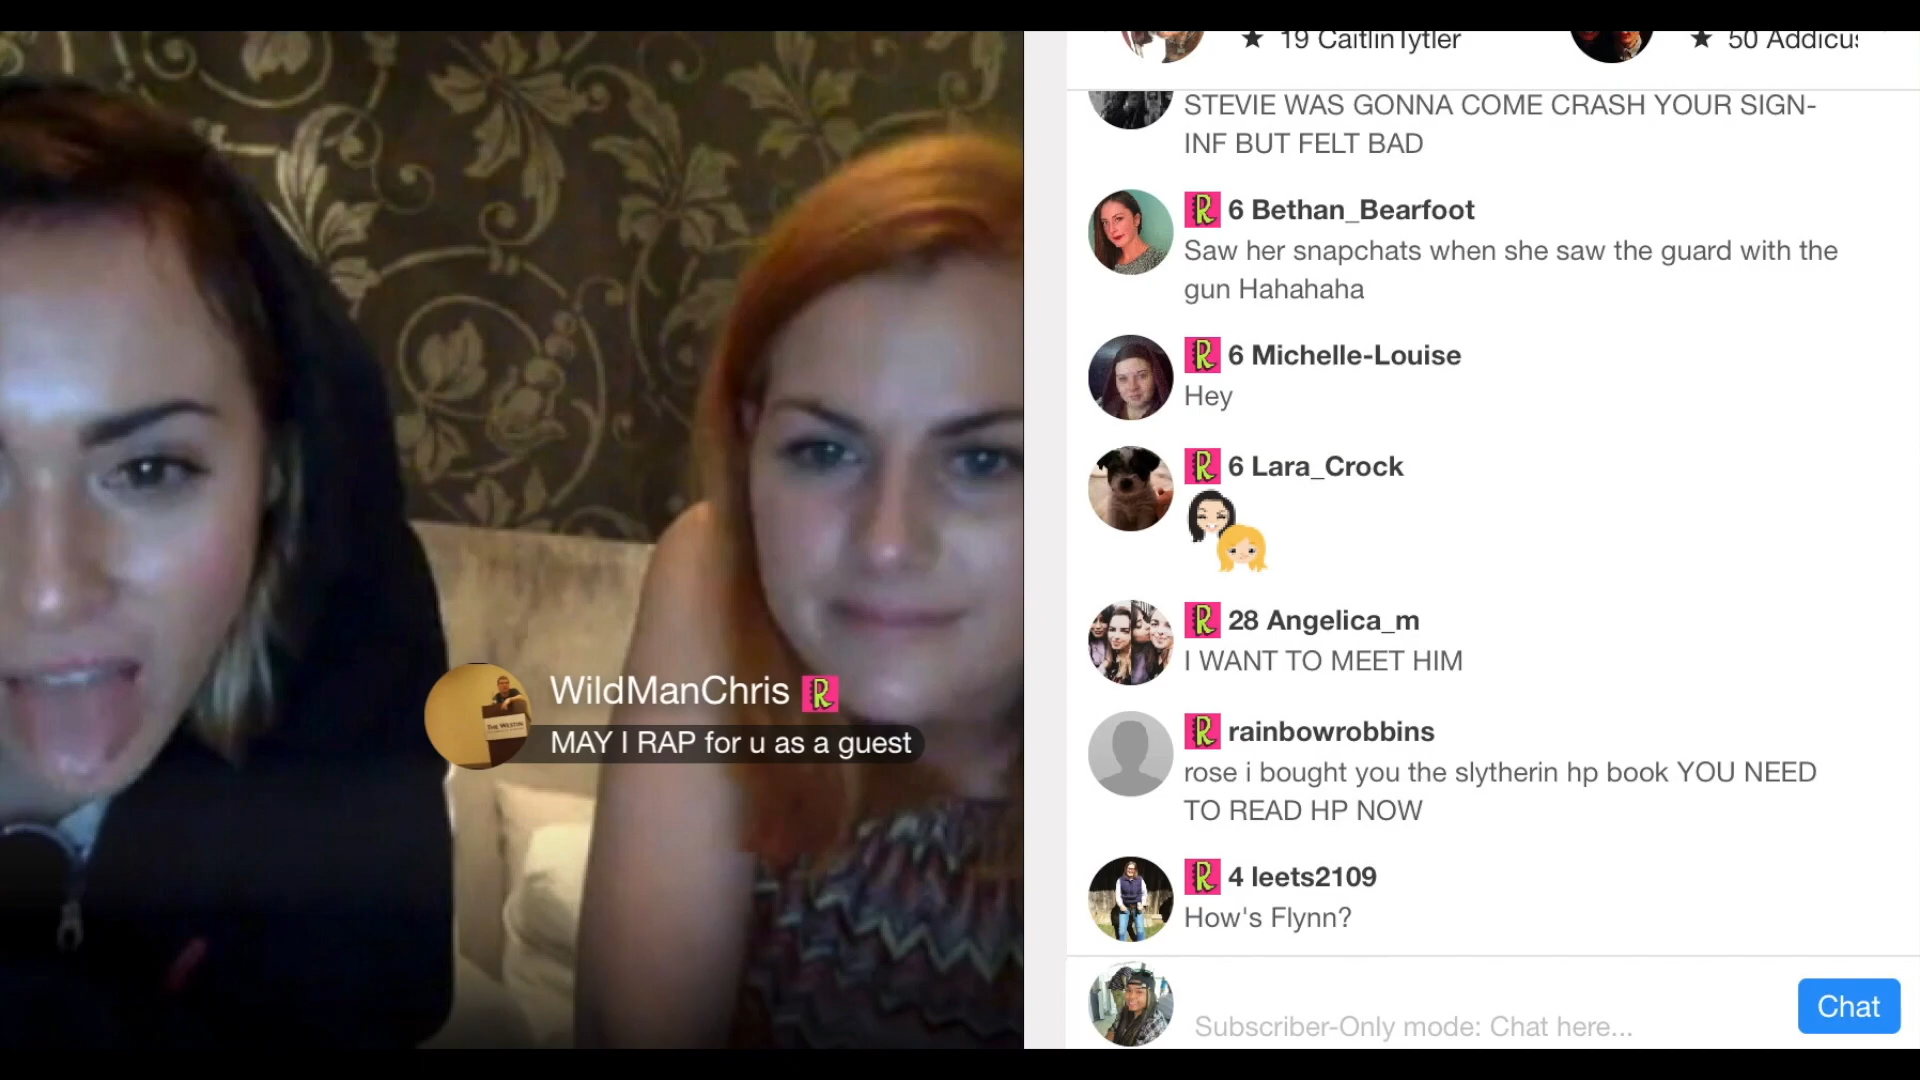 ★ 19 CaitlinTytler
★ 50 Addicus
STEVIE WAS GONNA COME CRASH YOUR SIGN-
INF BUT FELT BAD
R 6 Bethan_Bearfoot
Saw her snapchats when she saw the guard with the
gun Hahahaha
R 6 Michelle-Louise
Hey
R 6 Lara_Crock
R 28 Angelica_m
I WANT TO MEET HIM
R rainbowrobbins
rose i bought you the slytherin hp book YOU NEED
TO READ HP NOW
R 4 leets2109
How's Flynn?
Subscriber-Only mode: Chat here...
Chat
WildManChris R
MAY I RAP for u as a guest
THE WESTIN